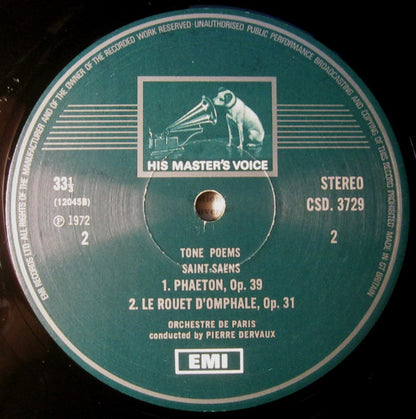 EMI RECORDS LTD·ALL RIGHTS OF THE MANUFACTURER AND OF THE OWNER OF THE RECORDED WORK RESERVED·UNAUTHORISED PUBLIC PERFORMANCE BROADCASTING AND COPYING OF THIS RECORD PROHIBITED·MADE IN GT BRITAIN
HIS MASTER'S VOICE
33⅓
STEREO
(12045B)
CSD. 3729
Ⓟ 1972
2
2
TONE POEMS
SAINT-SAENS
1. PHAETON, Op. 39
2. LE ROUET D'OMPHALE, Op. 31
ORCHESTRE DE PARIS
conducted by PIERRE DERVAUX
EMI